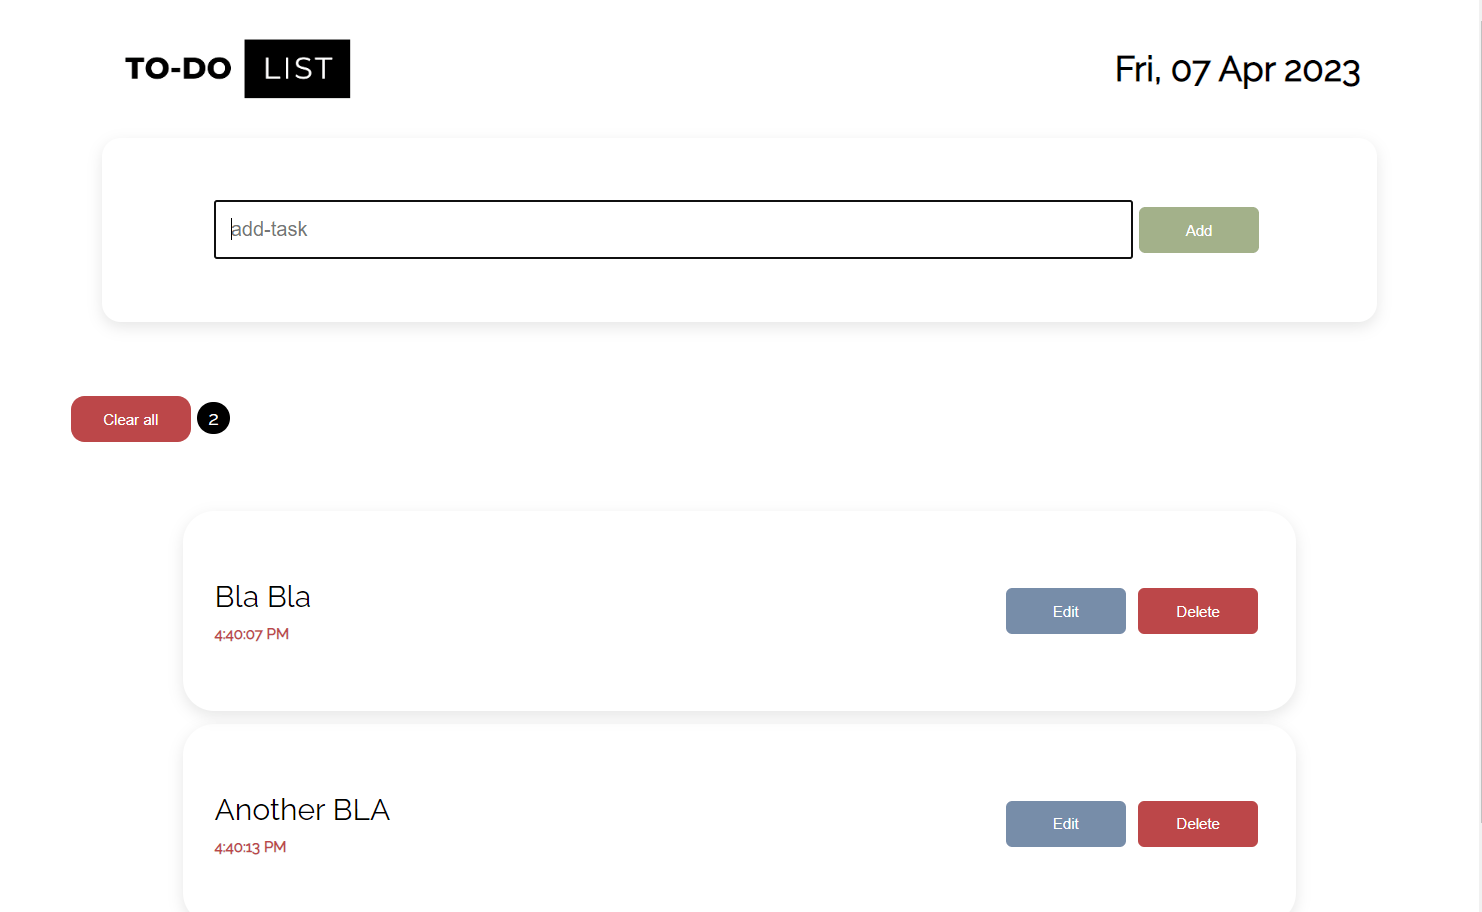 TO-DO LIST
Fri, 07 Apr 2023
add-task
Add
Clear all
2
Bla Bla
4:40:07 PM
Edit
Delete
Another BLA
4:40:13 PM
Edit
Delete